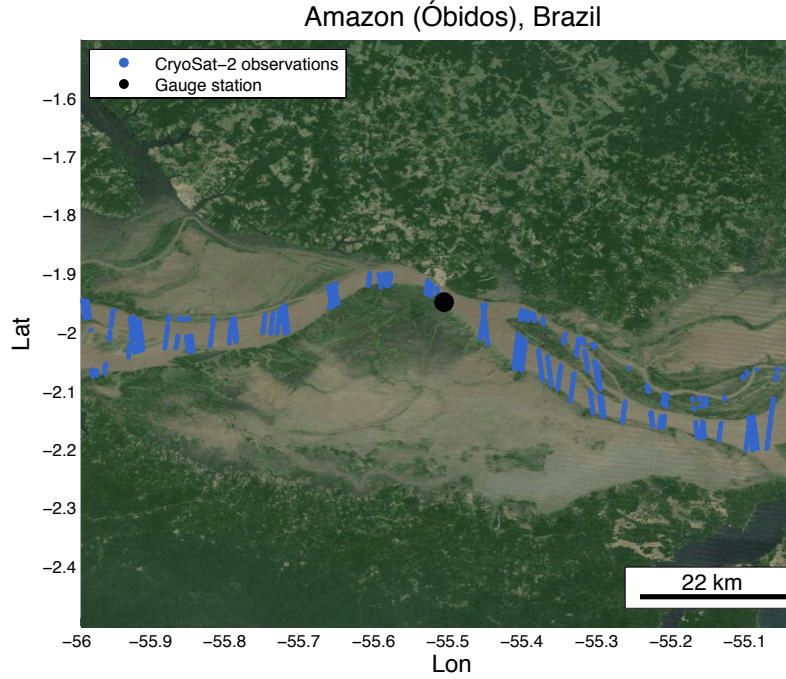 Amazon (Óbidos), Brazil
CryoSat−2 observations
Gauge station
−1.6
−1.7
−1.8
−1.9
−2
−2.1
−2.2
−2.3
−2.4
Lat
22 km
−56 −55.9 −55.8 −55.7 −55.6 −55.5 −55.4 −55.3 −55.2 −55.1
Lon